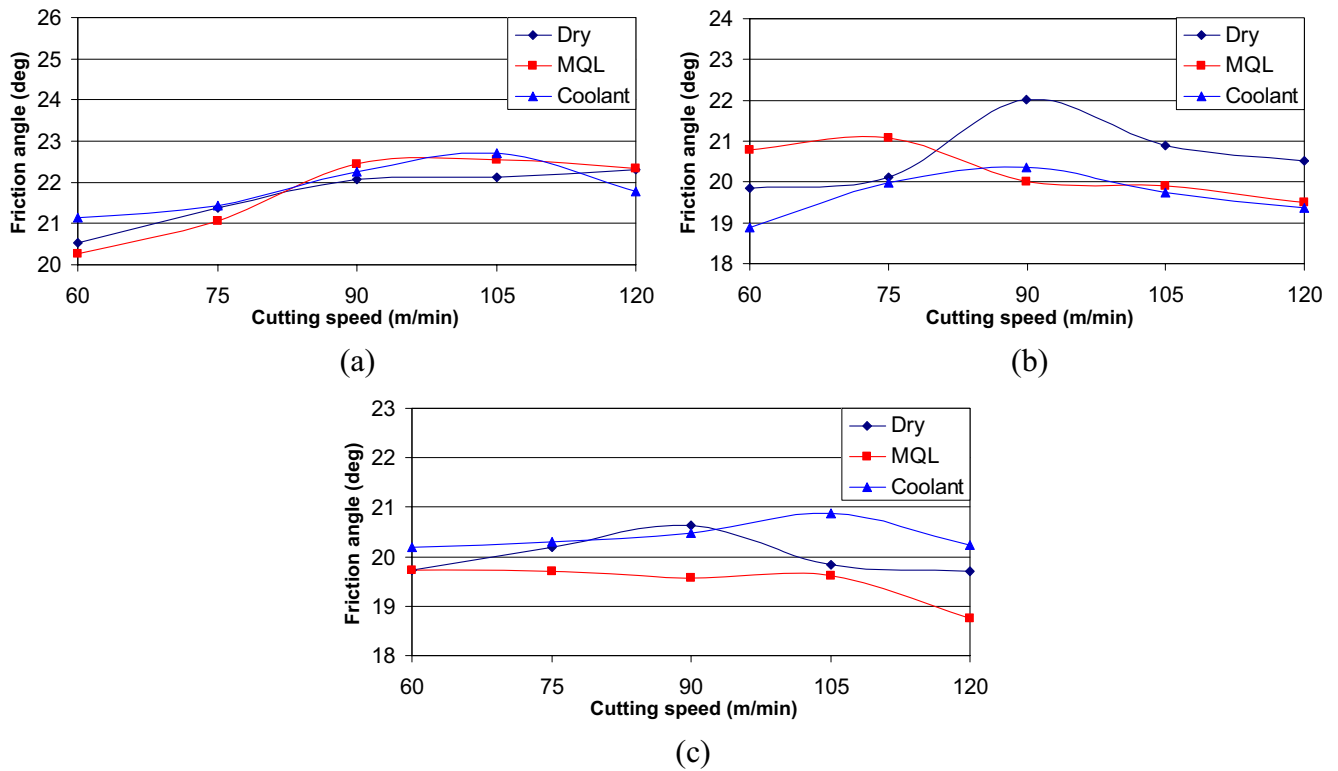 26
25
24
23
22
21
20
Friction angle (deg)
Dry
MQL
Coolant
60 75 90 105 120
Cutting speed (m/min)
(a)
24
23
22
21
20
19
18
Friction angle (deg)
Dry
MQL
Coolant
60 75 90 105 120
Cutting speed (m/min)
(b)
23
22
21
20
19
18
Friction angle (deg)
Dry
MQL
Coolant
60 75 90 105 120
Cutting speed (m/min)
(c)